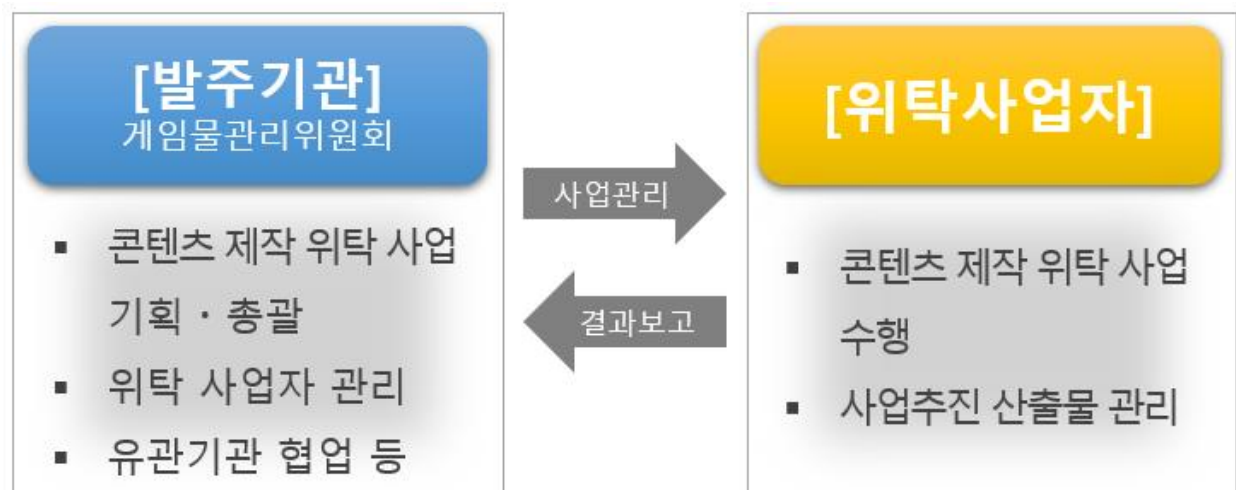 [발주기관]
게임물관리위원회
▪ 콘텐츠 제작 위탁 사업
기획・총괄
▪ 위탁 사업자 관리
▪ 유관기관 협업 등
사업관리
결과보고
[위탁사업자]
▪ 콘텐츠 제작 위탁 사업
수행
▪ 사업추진 산출물 관리